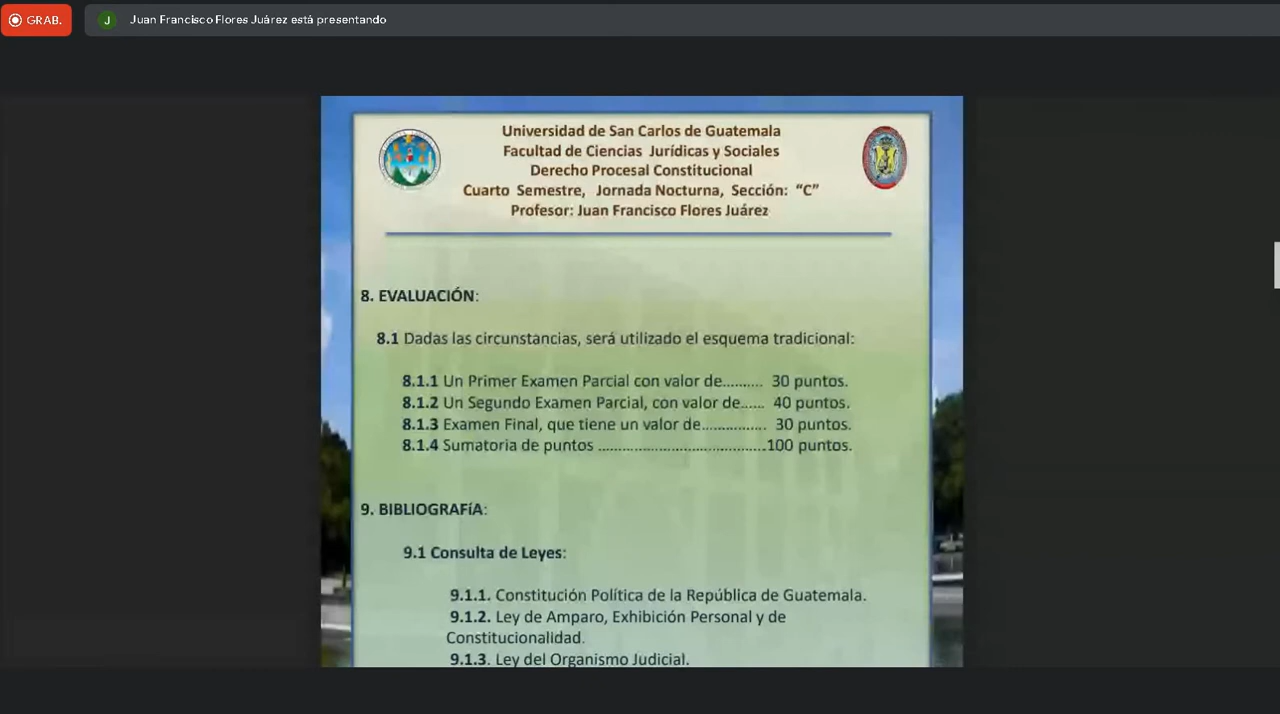 GRAB.
J
Juan Francisco Flores Juárez está presentando
Universidad de San Carlos de Guatemala
Facultad de Ciencias Jurídicas y Sociales
Derecho Procesal Constitucional
Cuarto Semestre, Jornada Nocturna, Sección: “C”
Profesor: Juan Francisco Flores Juárez
8. EVALUACIÓN:
8.1 Dadas las circunstancias, será utilizado el esquema tradicional:
8.1.1 Un Primer Examen Parcial con valor de......... 30 puntos.
8.1.2 Un Segundo Examen Parcial, con valor de...... 40 puntos.
8.1.3 Examen Final, que tiene un valor de................ 30 puntos.
8.1.4 Sumatoria de puntos ..........................................100 puntos.
9. BIBLIOGRAFíA:
9.1 Consulta de Leyes:
9.1.1. Constitución Política de la República de Guatemala.
9.1.2. Ley de Amparo, Exhibición Personal y de
Constitucionalidad.
9.1.3. Ley del Organismo Judicial.